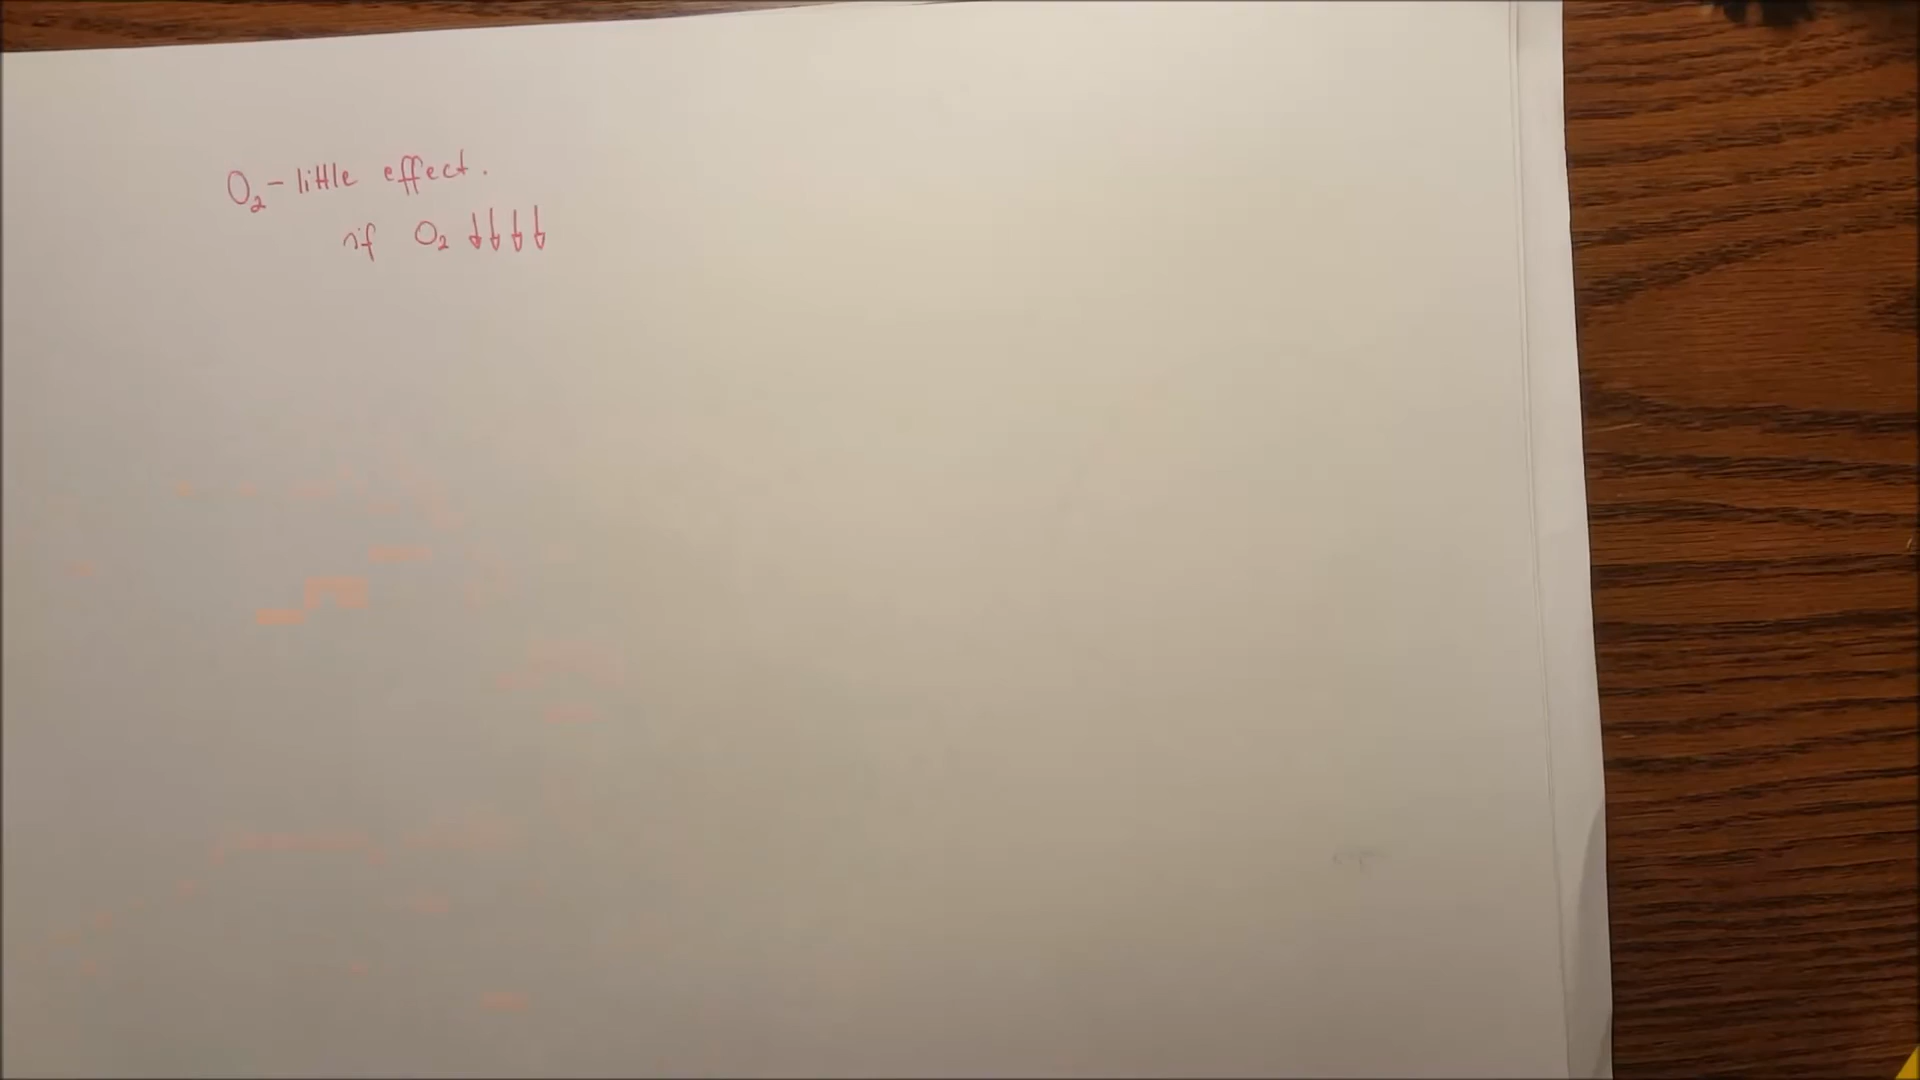 O₂ - little effect.
if O₂ ↓↓↓↓